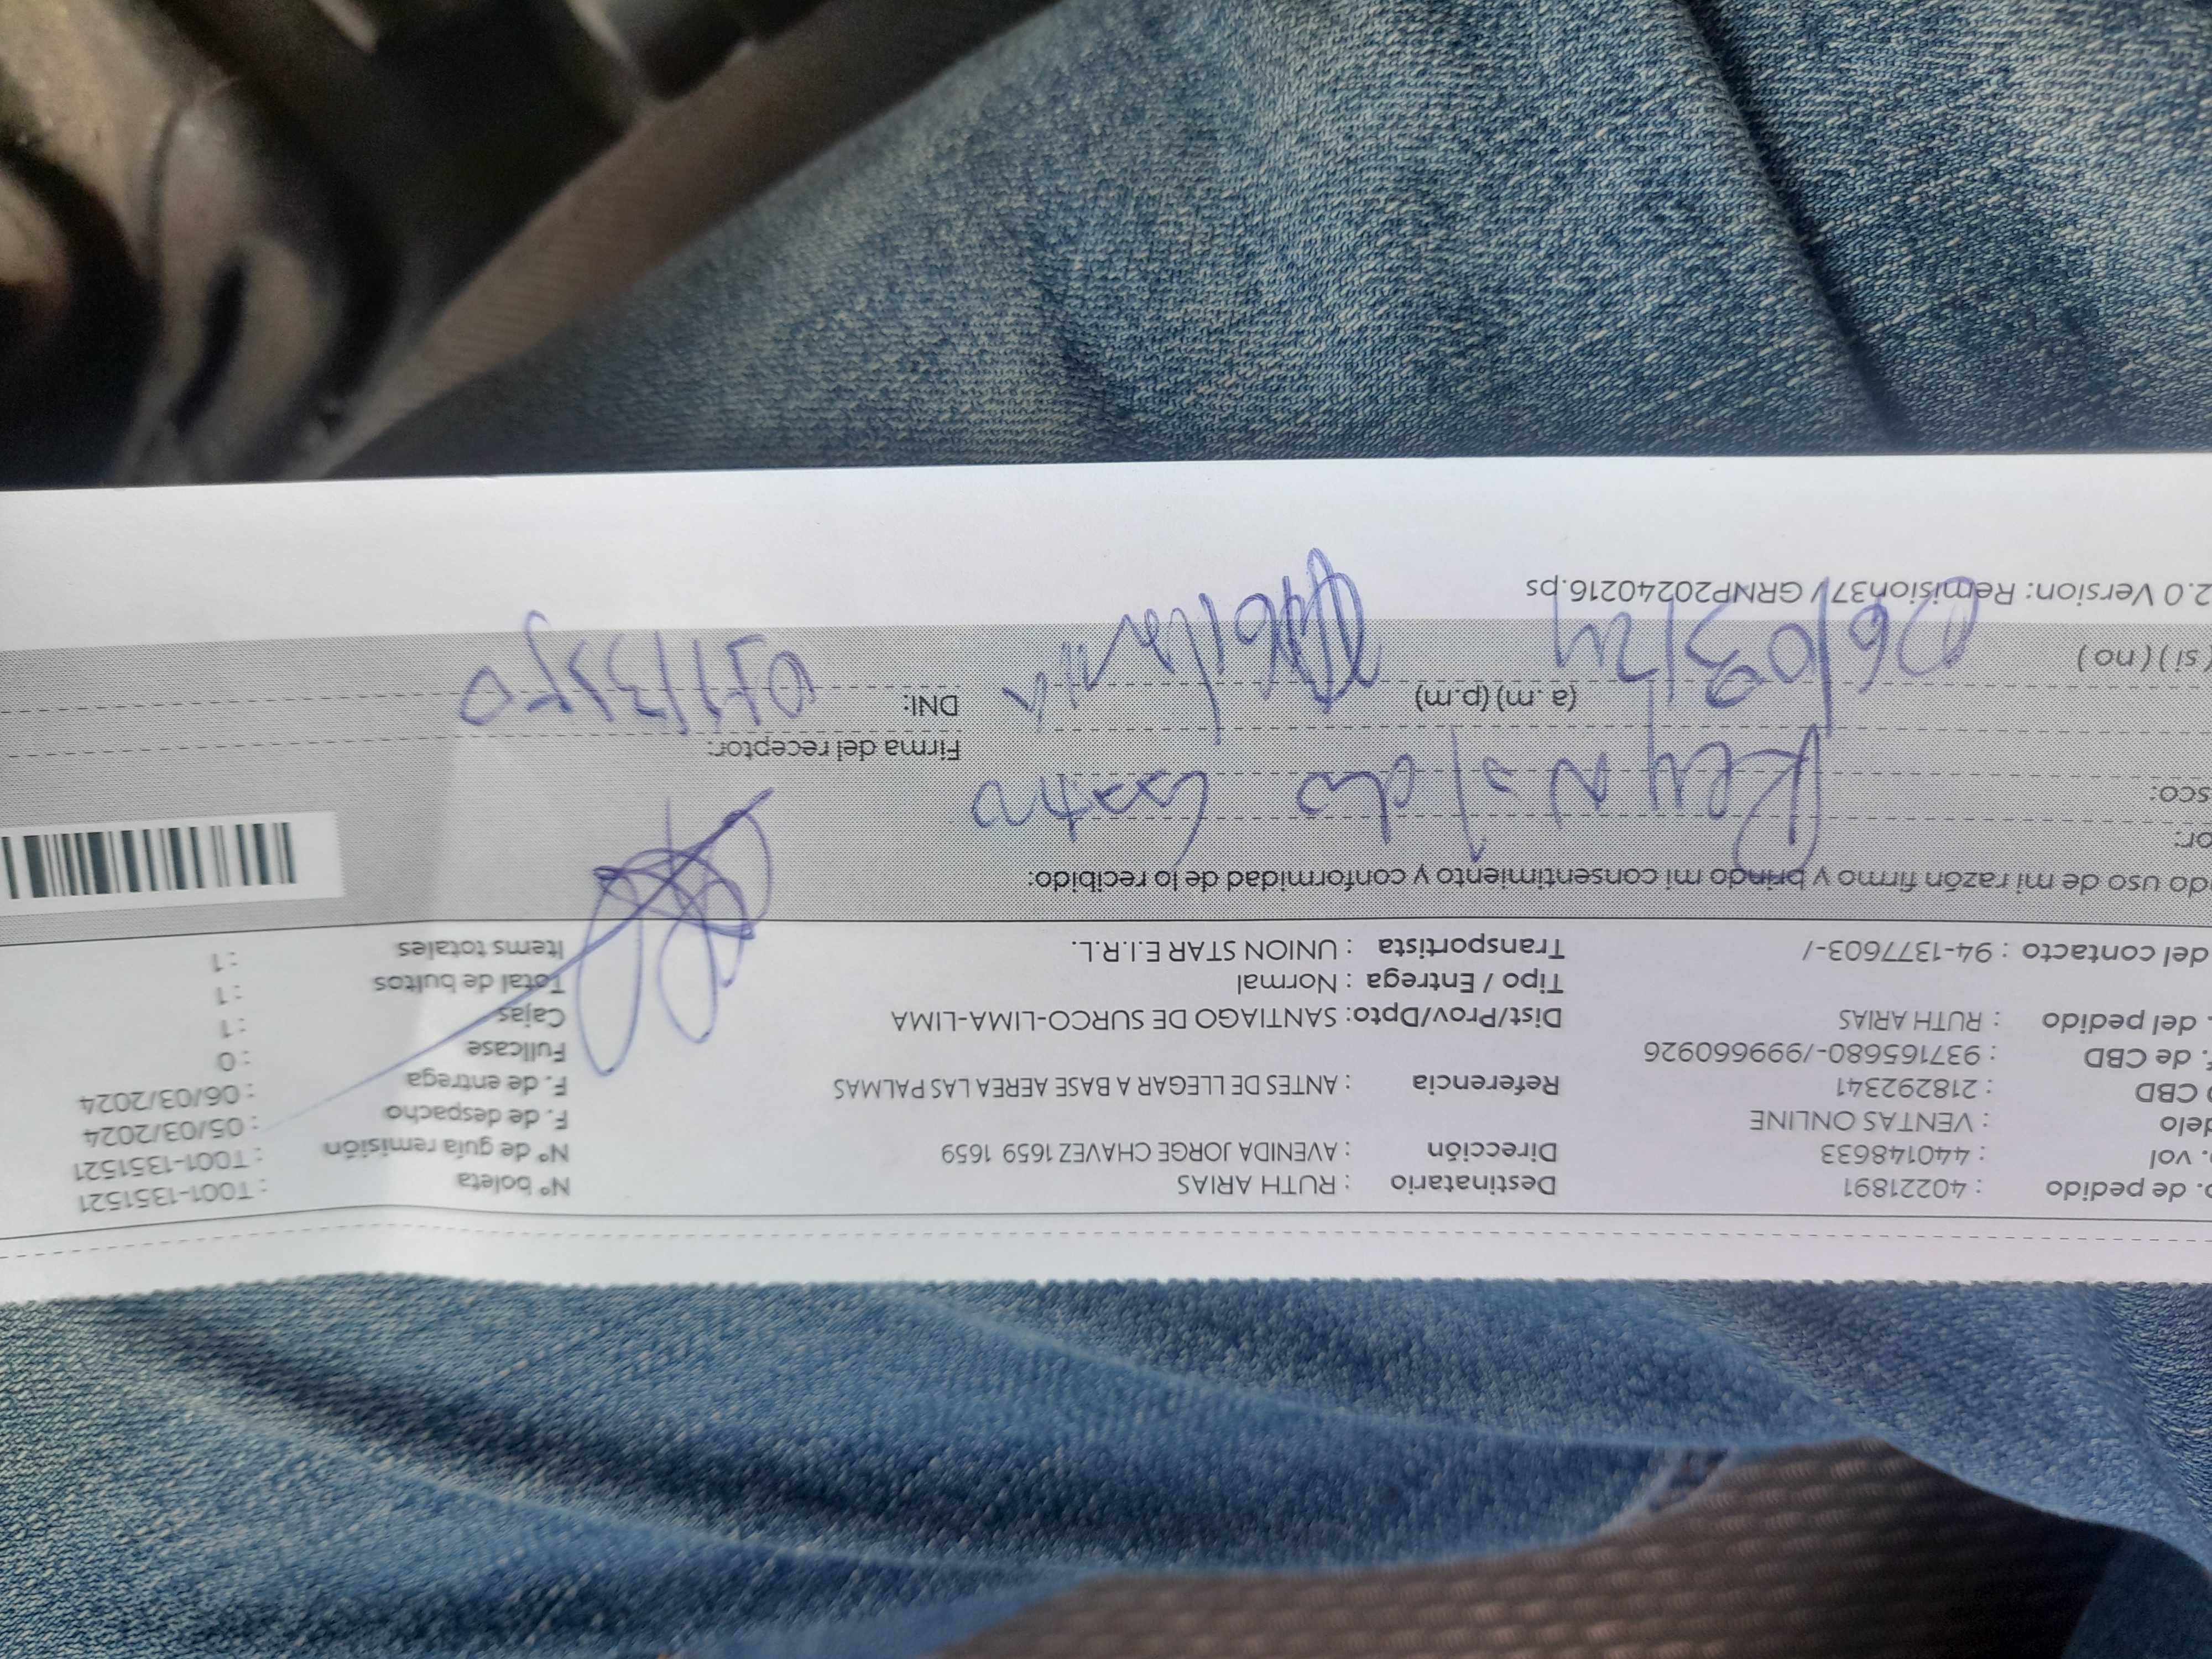 . de pedido : 40221891 Destinatario : RUTH ARIAS N° boleta : T001-1351521
. vol : 440148633 Dirección : AVENIDA JORGE CHAVEZ 1659 1659 N° de guía remisión : T001-1351521
delo : VENTAS ONLINE F. de despacho : 05/03/2024
CBD : 218292341 Referencia : ANTES DE LLEGAR A BASE AEREA LAS PALMAS F. de entrega : 06/03/2024
. de CBD : 937165680-/999660926 Fullcase : 0
. del pedido : RUTH ARIAS Dist/Prov/Dpto: SANTIAGO DE SURCO-LIMA-LIMA Cajas : 1
Tipo / Entrega : Normal Total de bultos : 1
del contacto : 94-1377603-/ Transportista : UNION STAR E.I.R.L. Items totales : 1
do uso de mi razón firmo y brindo mi consentimiento y conformidad de lo recibido:
or:
sco: Reynaldo Castro Firma del receptor:
(a.m) (p.m) DNI:
(si) (no) 06/03/24
2.0 Version: Remision37 / GRNP20240216.ps